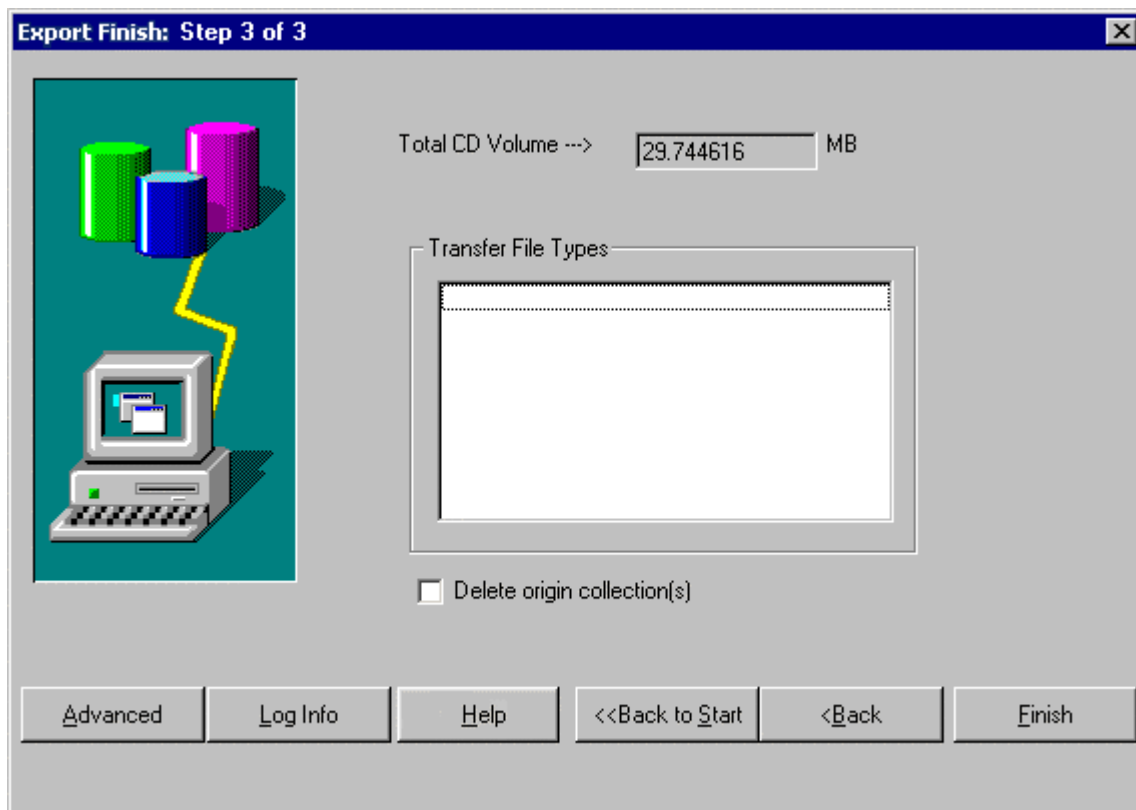 Export Finish: Step 3 of 3
Total CD Volume ---> 29.744616 MB
Transfer File Types
Delete origin collection(s)
Advanced Log Info Help <<Back to Start <Back Finish